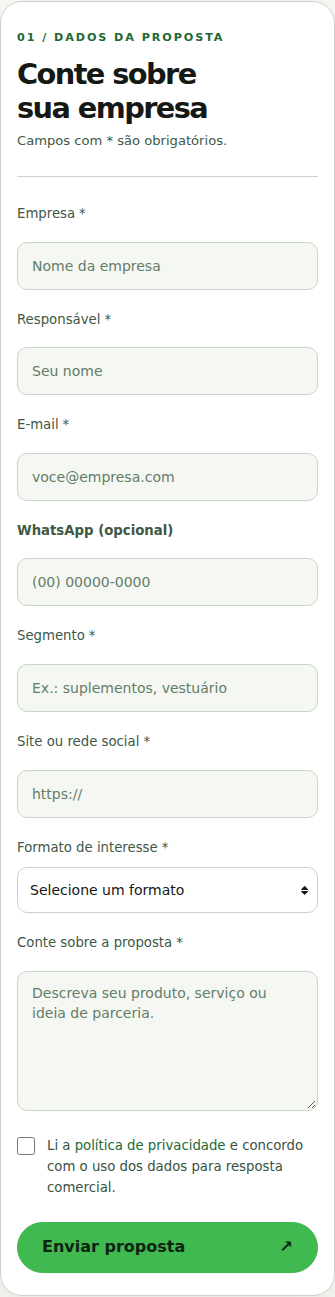 01 / DADOS DA PROPOSTA
Conte sobre
sua empresa
Campos com * são obrigatórios.
Empresa *
Nome da empresa
Responsável *
Seu nome
E-mail *
voce@empresa.com
WhatsApp (opcional)
(00) 00000-0000
Segmento *
Ex.: suplementos, vestuário
Site ou rede social *
https://
Formato de interesse *
Selecione um formato
Conte sobre a proposta *
Descreva seu produto, serviço ou
ideia de parceria.
Li a política de privacidade e concordo
com o uso dos dados para resposta
comercial.
Enviar proposta ↗